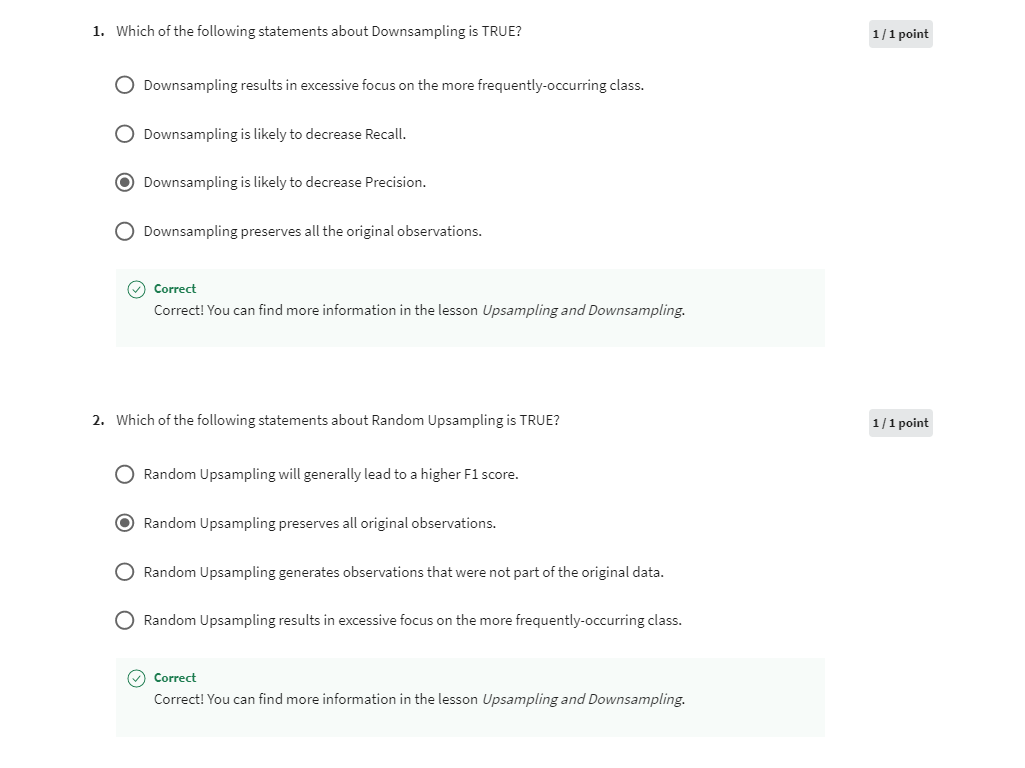 1. Which of the following statements about Downsampling is TRUE?
1 / 1 point
Downsampling results in excessive focus on the more frequently-occurring class.
Downsampling is likely to decrease Recall.
Downsampling is likely to decrease Precision.
Downsampling preserves all the original observations.
Correct
Correct! You can find more information in the lesson Upsampling and Downsampling.
2. Which of the following statements about Random Upsampling is TRUE?
1 / 1 point
Random Upsampling will generally lead to a higher F1 score.
Random Upsampling preserves all original observations.
Random Upsampling generates observations that were not part of the original data.
Random Upsampling results in excessive focus on the more frequently-occurring class.
Correct
Correct! You can find more information in the lesson Upsampling and Downsampling.